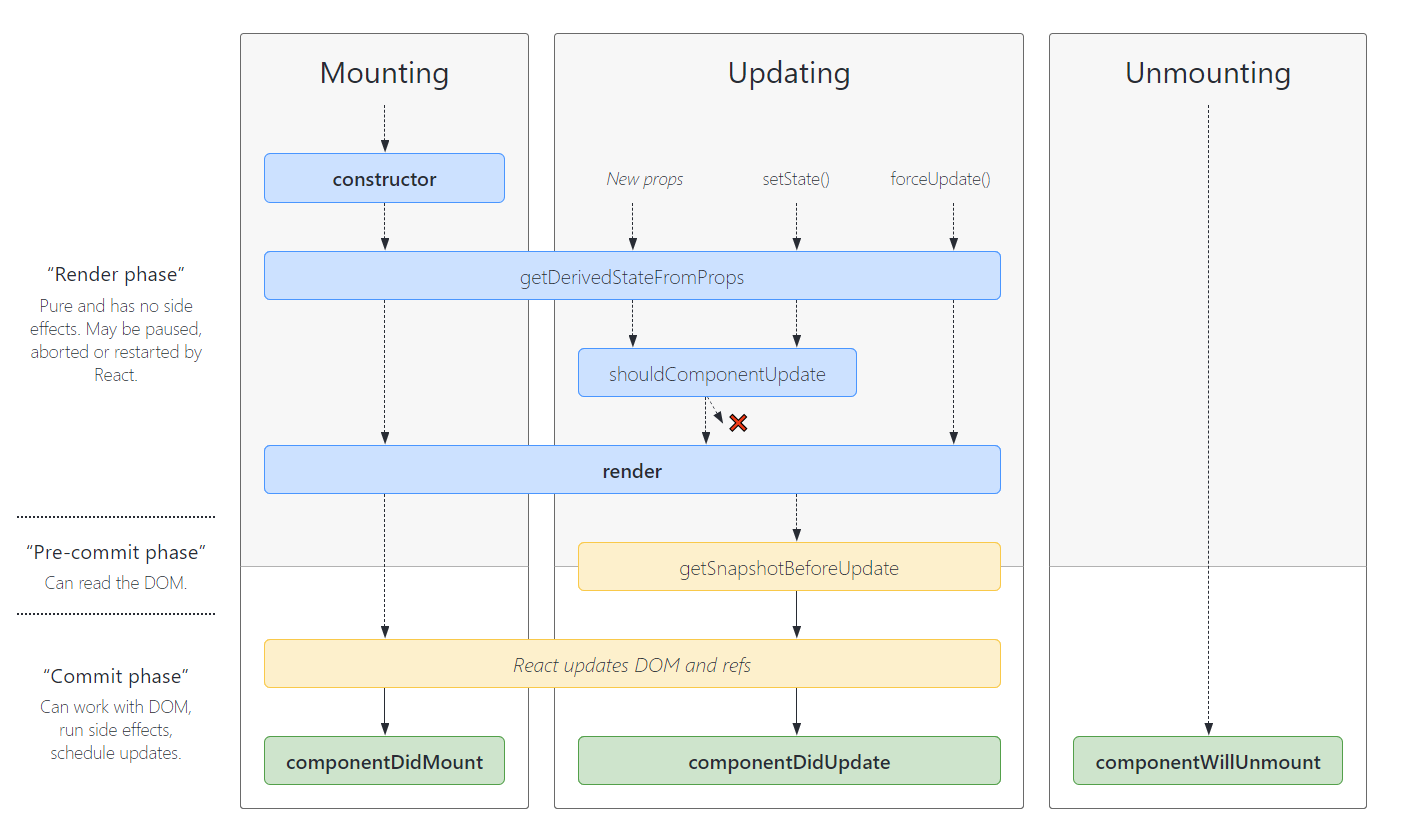 Mounting
Updating
Unmounting
constructor
New props
setState()
forceUpdate()
“Render phase”
Pure and has no side
effects. May be paused,
aborted or restarted by
React.
getDerivedStateFromProps
shouldComponentUpdate
render
“Pre-commit phase”
Can read the DOM.
getSnapshotBeforeUpdate
“Commit phase”
Can work with DOM,
run side effects,
schedule updates.
React updates DOM and refs
componentDidMount
componentDidUpdate
componentWillUnmount